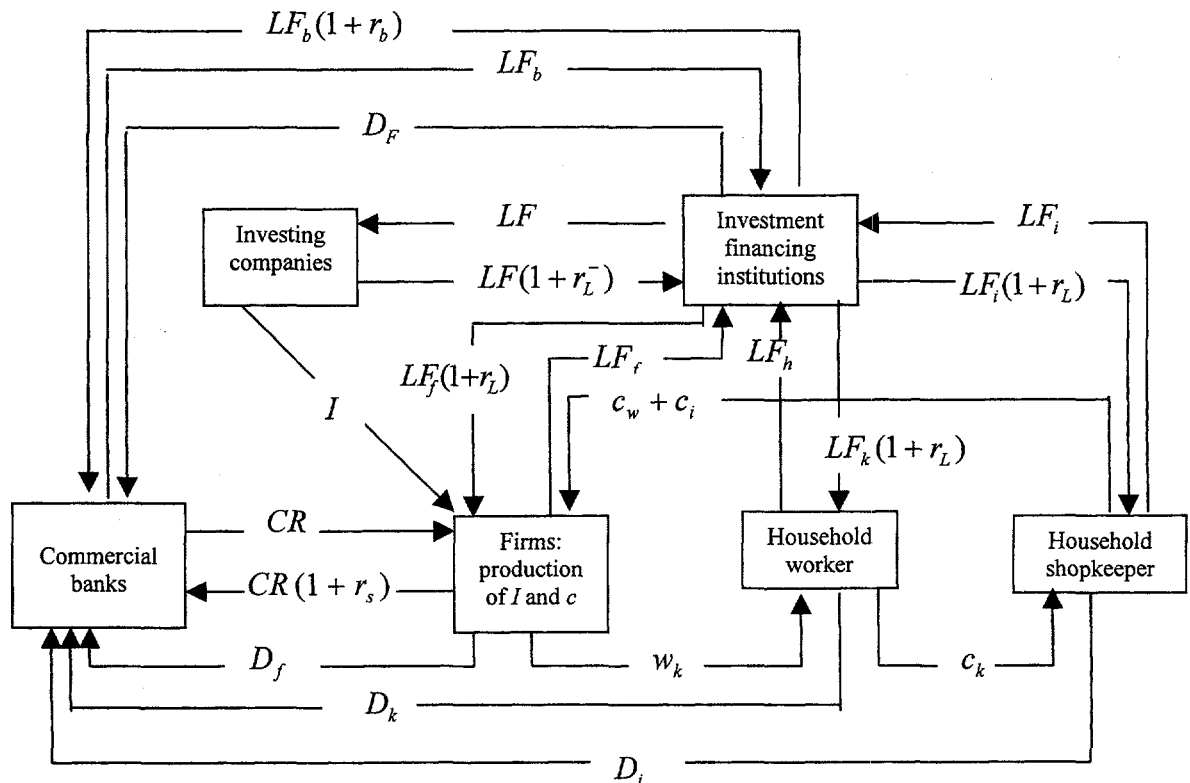 LF_b(1 + r_b)
LF_b
D_F
Investing
companies
LF
LF(1 + r_L^-)
Investment
financing
institutions
LF_i
LF_i(1 + r_L)
I
LF_f(1+r_L)
LF_f
LF_h
c_w + c_i
LF_k(1 + r_L)
Commercial
banks
CR
CR(1 + r_s)
Firms:
production
of I and c
Household
worker
Household
shopkeeper
D_f
w_k
c_k
D_k
D_i